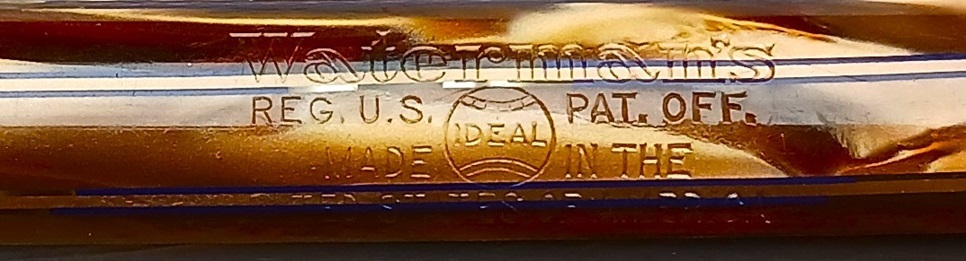 Waterman's
REG. U.S. PAT. OFF.
IDEAL
MADE IN THE